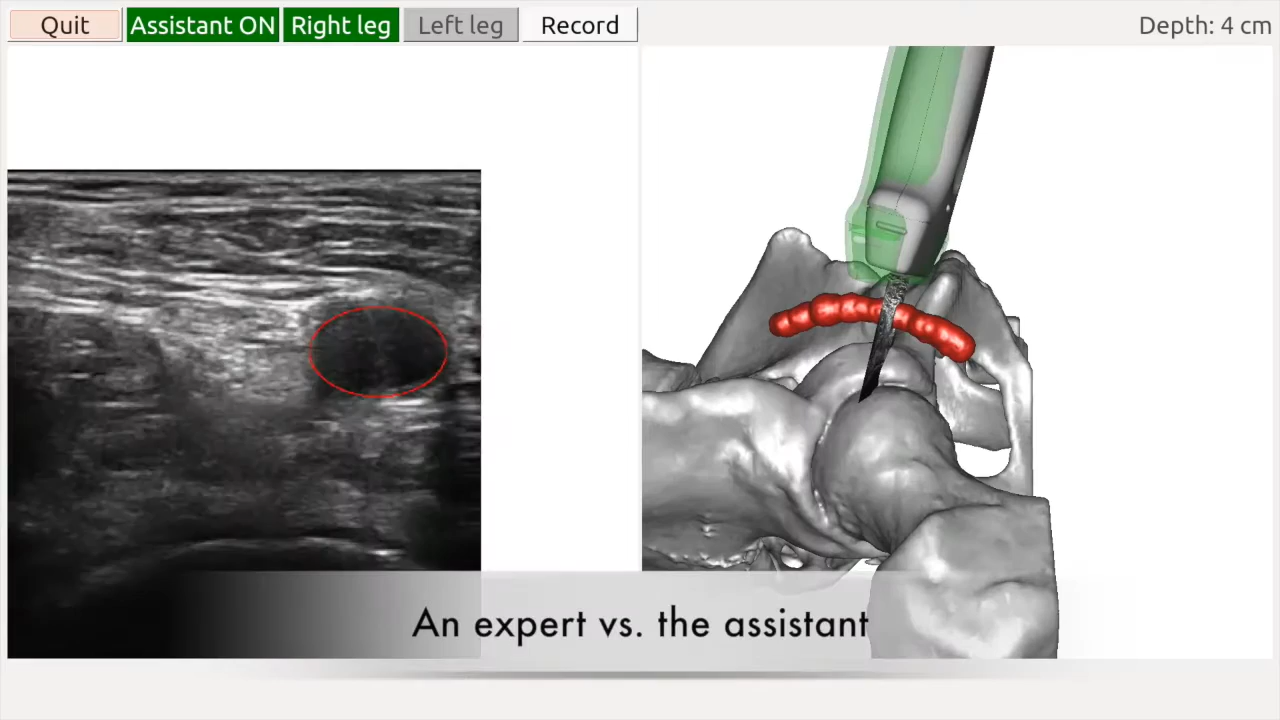 Quit Assistant ON Right leg Left leg Record Depth: 4 cm
An expert vs. the assistant